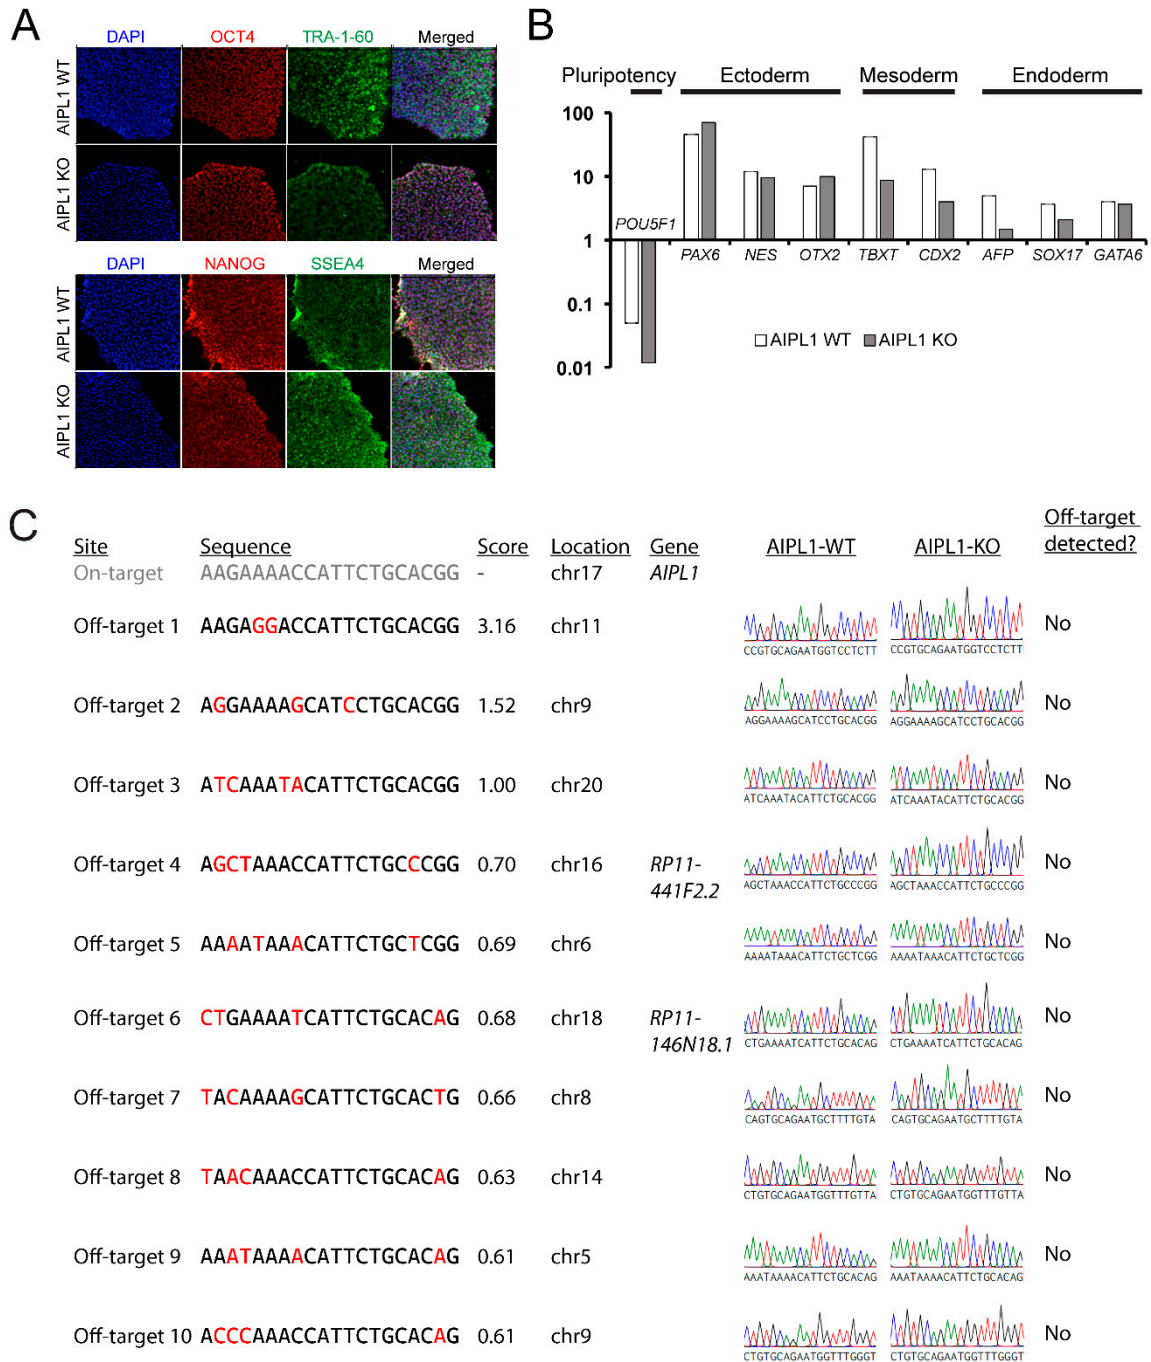 A
DAPI OCT4 TRA-1-60 Merged
AIPL1 WT
AIPL1 KO
DAPI NANOG SSEA4 Merged
AIPL1 WT
AIPL1 KO
B
Pluripotency Ectoderm Mesoderm Endoderm
100
10
1
0.1
0.01
POU5F1
PAX6 NES OTX2 TBXT CDX2 AFP SOX17 GATA6
AIPL1 WT AIPL1 KO
C
Site Sequence Score Location Gene AIPL1-WT AIPL1-KO Off-target detected?
On-target AAGAAAACCATTCTGCACGG - chr17 AIPL1
Off-target 1 AAGAGGACCATTCTGCACGG 3.16 chr11 No
CCGTGCAGAATGGTCCTCTT CCGTGCAGAATGGTCCTCTT
Off-target 2 AGGAAAAGCATCCTGCACGG 1.52 chr9 No
AGGAAAAGCATCCTGCACGG AGGAAAAGCATCCTGCACGG
Off-target 3 ATCAAATACATTCTGCACGG 1.00 chr20 No
ATCAAATACATTCTGCACGG ATCAAATACATTCTGCACGG
Off-target 4 AGCTAAACCATTCTGCCCGG 0.70 chr16 RP11-441F2.2 No
AGCTAAACCATTCTGCCCGG AGCTAAACCATTCTGCCCGG
Off-target 5 AAAATAAACATTCTGCTCGG 0.69 chr6 No
AAAATAAACATTCTGCTCGG AAAATAAACATTCTGCTCGG
Off-target 6 CTGAAAATCATTCTGCACAG 0.68 chr18 RP11-146N18.1 No
CTGAAAATCATTCTGCACAG CTGAAAATCATTCTGCACAG
Off-target 7 TACAAAAGCATTCTGCACTG 0.66 chr8 No
CAGTGCAGAATGCTTTTGTA CAGTGCAGAATGCTTTTGTA
Off-target 8 TAACAAACCATTCTGCACAG 0.63 chr14 No
CTGTGCAGAATGGTTTGTTA CTGTGCAGAATGGTTTGTTA
Off-target 9 AAATAAAACATTCTGCACAG 0.61 chr5 No
AAATAAAACATTCTGCACAG AAATAAAACATTCTGCACAG
Off-target 10 ACCCAAACCATTCTGCACAG 0.61 chr9 No
CTGTGCAGAATGGTTTGGGT CTGTGCAGAATGGTTTGGGT